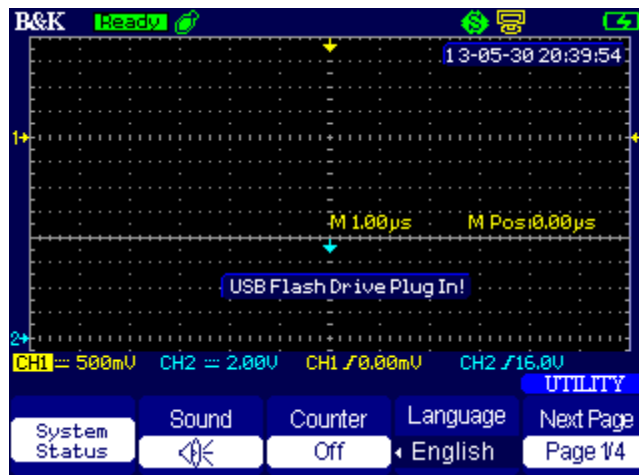 B&K Ready
13-05-30 20:39:54
1
M 1.00µs M Pos:0.00µs
USB Flash Drive Plug In!
2
CH1 500mV CH2 2.00V CH1 0.00mV CH2 16.0V
UTILITY
System Status Sound Counter Off Language English Next Page Page 1/4